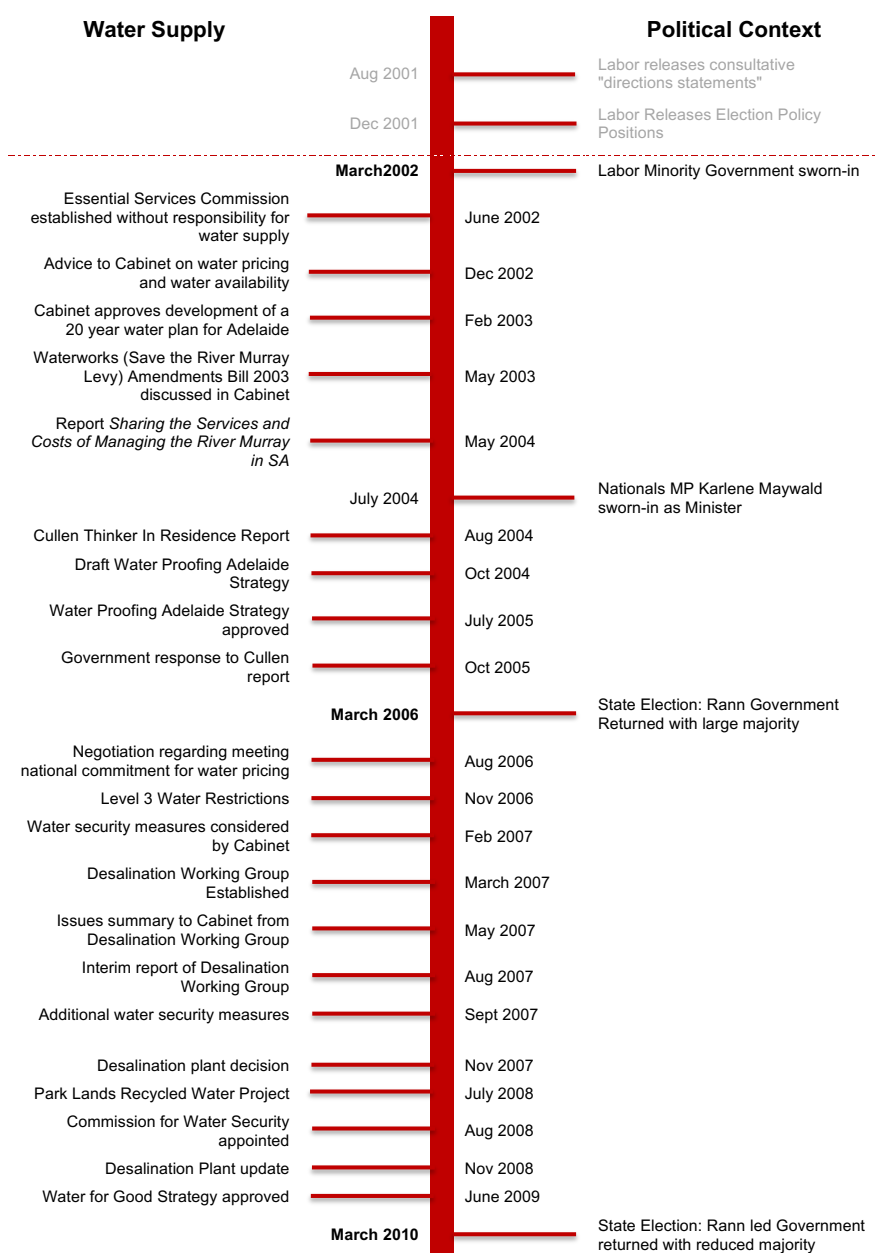 Water Supply
Political Context
Aug 2001
Labor releases consultative
"directions statements"
Dec 2001
Labor Releases Election Policy
Positions
March2002
Labor Minority Government sworn-in
Essential Services Commission
established without responsibility for
water supply
June 2002
Advice to Cabinet on water pricing
and water availability
Dec 2002
Cabinet approves development of a
20 year water plan for Adelaide
Feb 2003
Waterworks (Save the River Murray
Levy) Amendments Bill 2003
discussed in Cabinet
May 2003
Report Sharing the Services and
Costs of Managing the River Murray
in SA
May 2004
July 2004
Nationals MP Karlene Maywald
sworn-in as Minister
Cullen Thinker In Residence Report
Aug 2004
Draft Water Proofing Adelaide
Strategy
Oct 2004
Water Proofing Adelaide Strategy
approved
July 2005
Government response to Cullen
report
Oct 2005
March 2006
State Election: Rann Government
Returned with large majority
Negotiation regarding meeting
national commitment for water pricing
Aug 2006
Level 3 Water Restrictions
Nov 2006
Water security measures considered
by Cabinet
Feb 2007
Desalination Working Group
Established
March 2007
Issues summary to Cabinet from
Desalination Working Group
May 2007
Interim report of Desalination
Working Group
Aug 2007
Additional water security measures
Sept 2007
Desalination plant decision
Nov 2007
Park Lands Recycled Water Project
July 2008
Commission for Water Security
appointed
Aug 2008
Desalination Plant update
Nov 2008
Water for Good Strategy approved
June 2009
March 2010
State Election: Rann led Government
returned with reduced majority